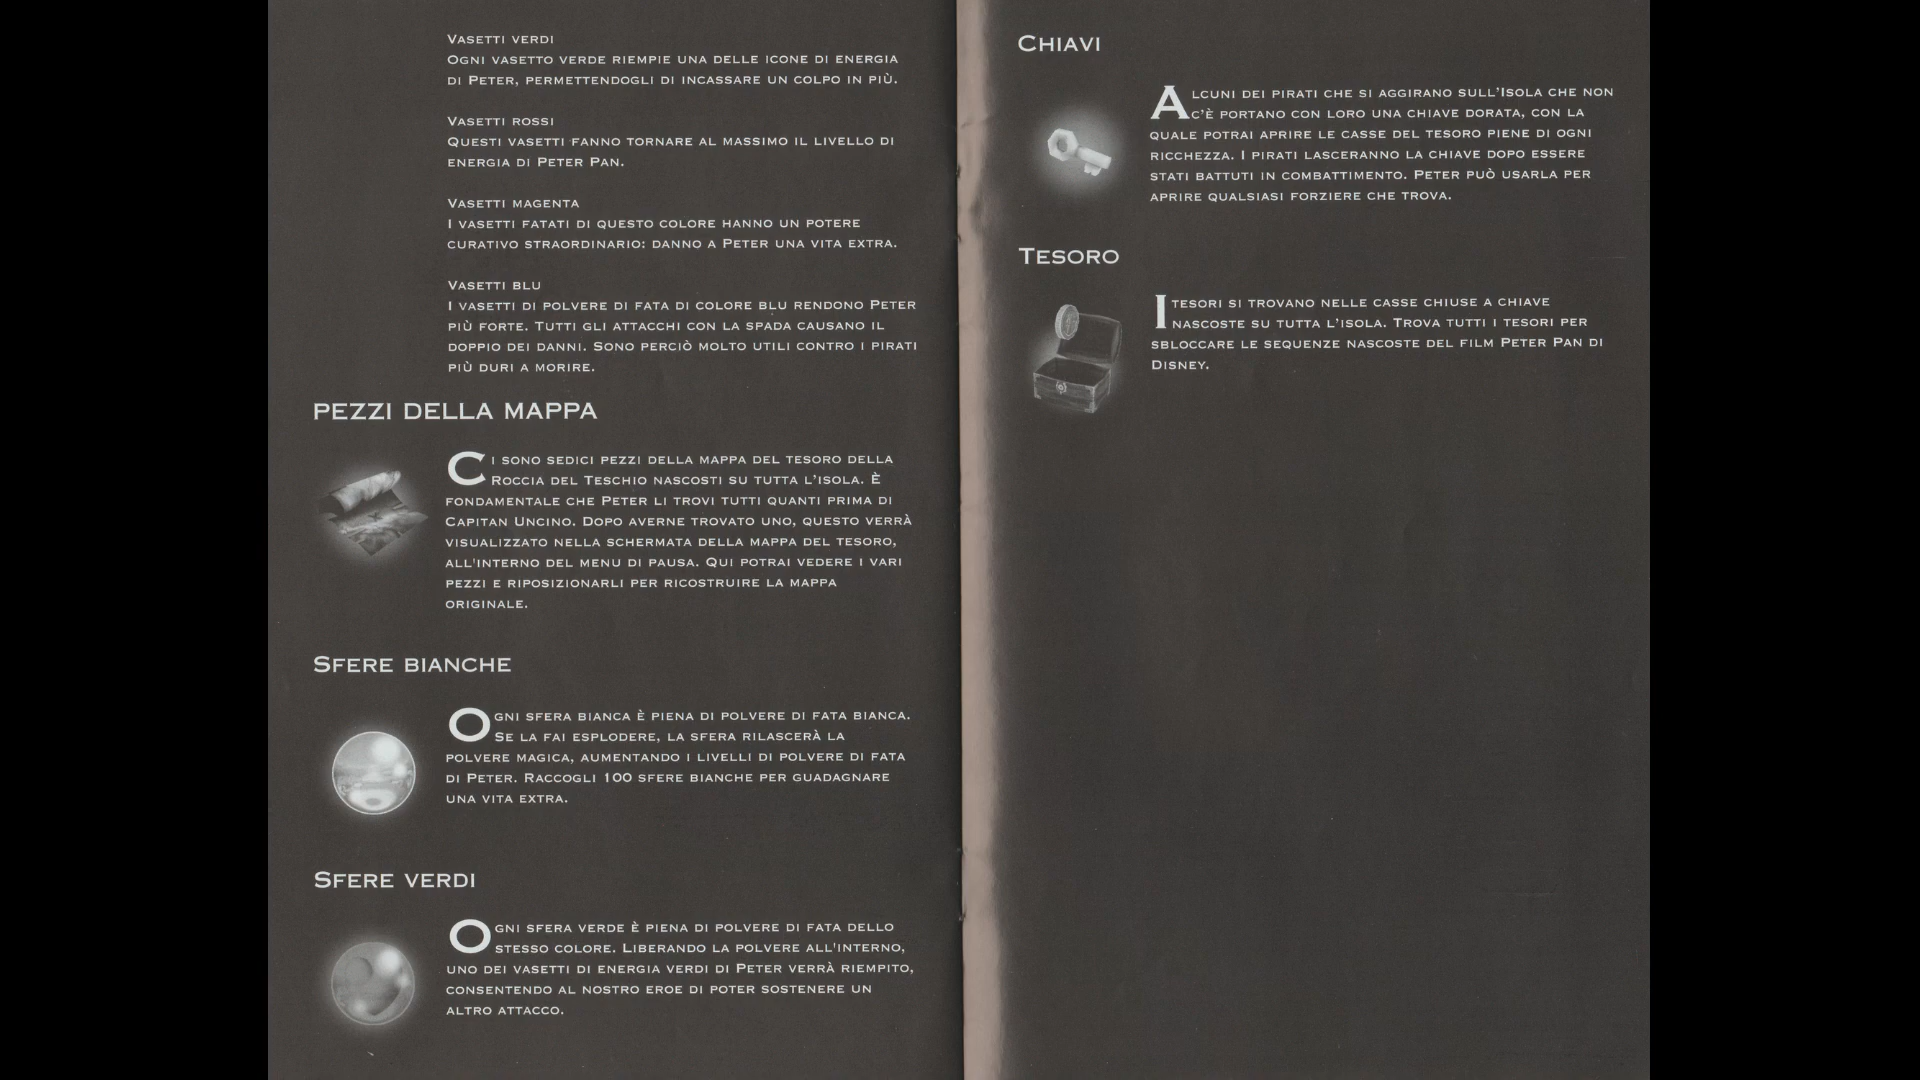 Vasetti verdi
Ogni vasetto verde riempie una delle icone di energia
di Peter, permettendogli di incassare un colpo in più.
Vasetti rossi
Questi vasetti fanno tornare al massimo il livello di
energia di Peter Pan.
Vasetti magenta
I vasetti fatati di questo colore hanno un potere
curativo straordinario: danno a Peter una vita extra.
Vasetti blu
I vasetti di polvere di fata di colore blu rendono Peter
più forte. Tutti gli attacchi con la spada causano il
doppio dei danni. Sono perciò molto utili contro i pirati
più duri a morire.
PEZZI DELLA MAPPA
Ci sono sedici pezzi della mappa del tesoro della
Roccia del Teschio nascosti su tutta l'isola. È
fondamentale che Peter li trovi tutti quanti prima di
Capitan Uncino. Dopo averne trovato uno, questo verrà
visualizzato nella schermata della mappa del tesoro,
all'interno del menu di pausa. Qui potrai vedere i vari
pezzi e riposizionarli per ricostruire la mappa
originale.
Sfere bianche
Ogni sfera bianca è piena di polvere di fata bianca.
Se la fai esplodere, la sfera rilascerà la
polvere magica, aumentando i livelli di polvere di fata
di Peter. Raccogli 100 sfere bianche per guadagnare
una vita extra.
Sfere verdi
Ogni sfera verde è piena di polvere di fata dello
stesso colore. Liberando la polvere all'interno,
uno dei vasetti di energia verdi di Peter verrà riempito,
consentendo al nostro eroe di poter sostenere un
altro attacco.
Chiavi
Alcuni dei pirati che si aggirano sull'Isola che non
c'è portano con loro una chiave dorata, con la
quale potrai aprire le casse del tesoro piene di ogni
ricchezza. I pirati lasceranno la chiave dopo essere
stati battuti in combattimento. Peter può usarla per
aprire qualsiasi forziere che trova.
Tesoro
I tesori si trovano nelle casse chiuse a chiave
nascoste su tutta l'isola. Trova tutti i tesori per
sbloccare le sequenze nascoste del film Peter Pan di
Disney.